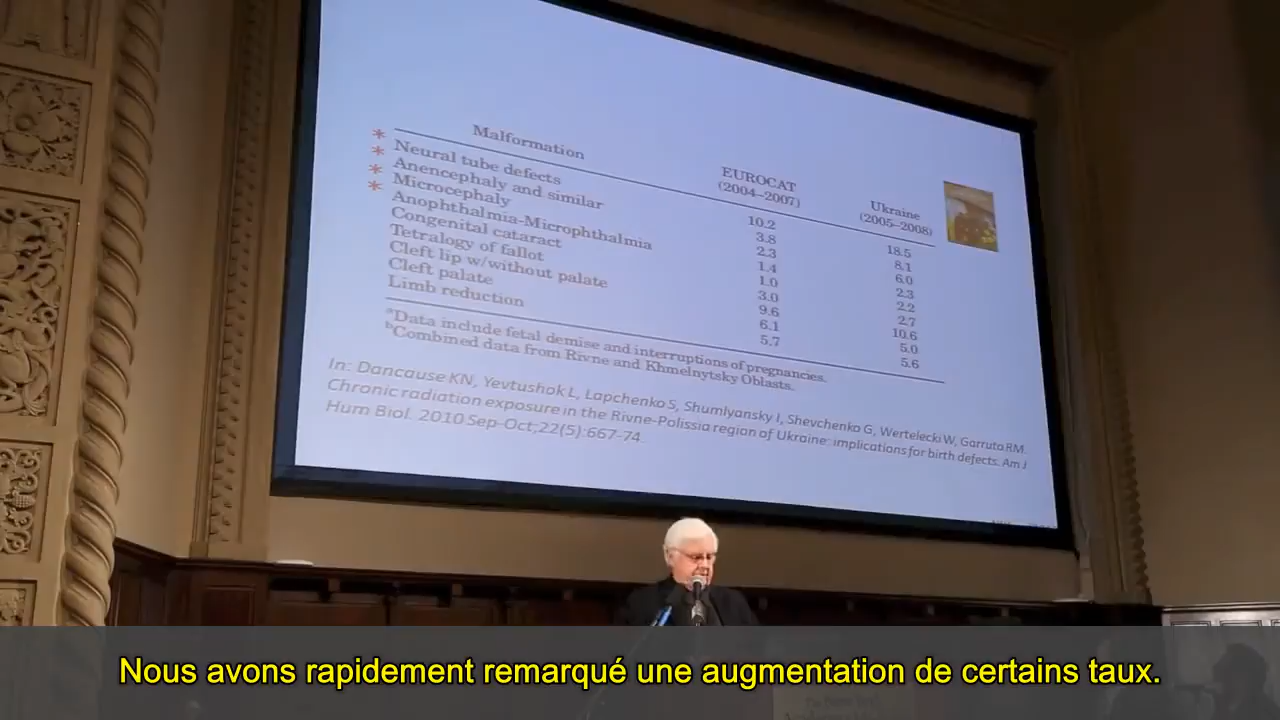 Malformation
EUROCAT
(2004–2007)
Ukraine
(2005–2008)
* Neural tube defects 10.2 18.5
* Anencephaly and similar 3.8 8.1
* Microcephaly 2.3 6.0
* Anophthalmia-Microphthalmia 1.4 2.3
Congenital cataract 1.0 2.2
Tetralogy of fallot 3.0 2.7
Cleft lip w/without palate 9.6 10.6
Cleft palate 6.1 5.0
Limb reduction 5.7 5.6
ªData include fetal demise and interruptions of pregnancies.
ᵇCombined data from Rivne and Khmelnytsky Oblasts.
In: Dancause KN, Yevtushok L, Lapchenko S, Shumlyansky I, Shevchenko G, Wertelecki W, Garruto RM.
Chronic radiation exposure in the Rivne-Polissia region of Ukraine: implications for birth defects. Am J
Hum Biol. 2010 Sep-Oct;22(5):667-74.
Nous avons rapidement remarqué une augmentation de certains taux.